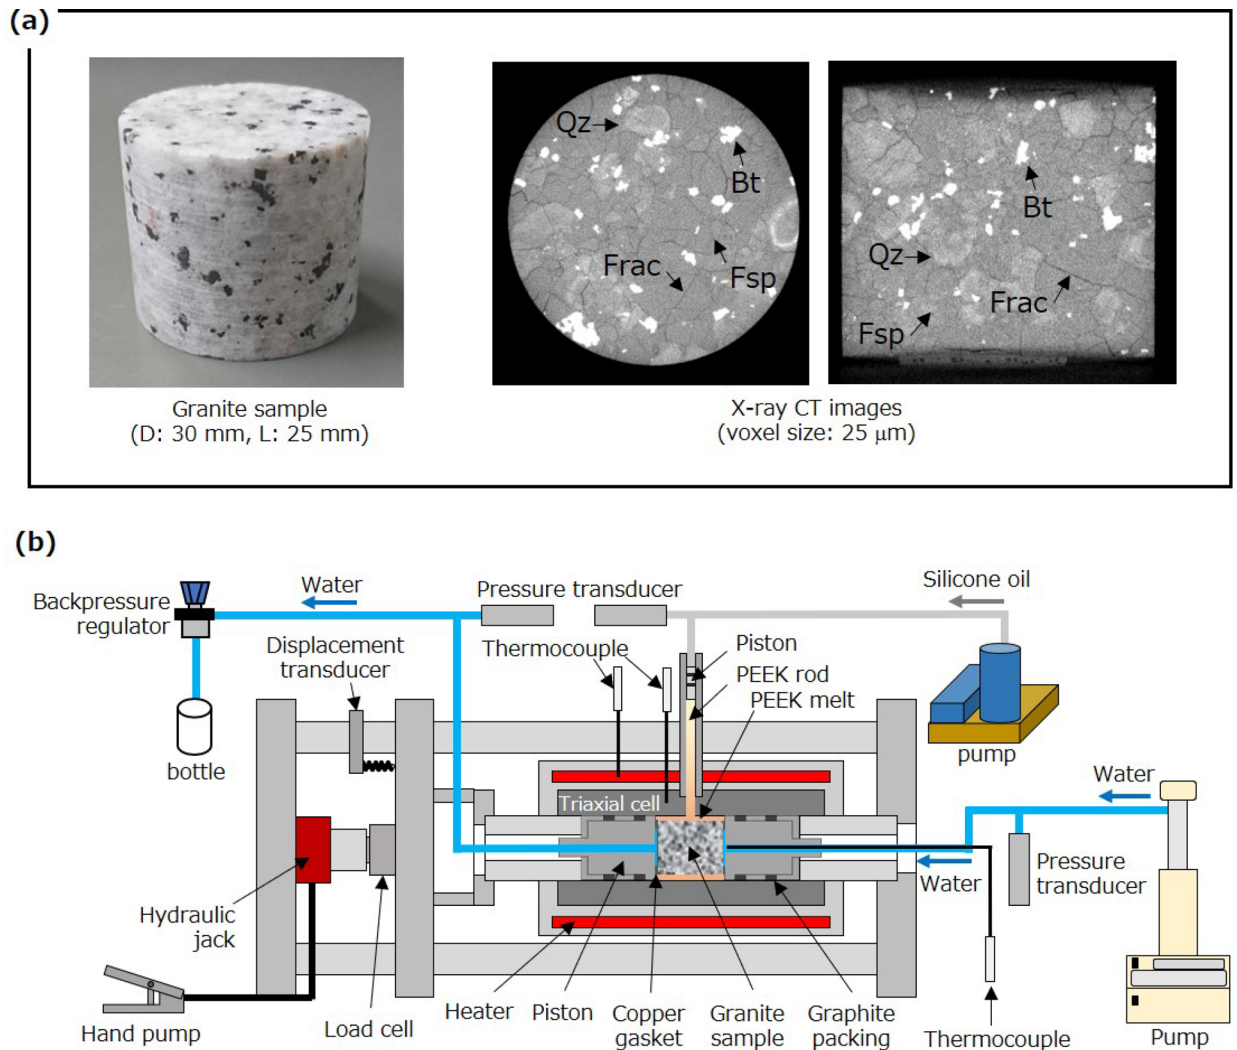 (a)
Qz
Bt
Frac
Fsp
Bt
Qz
Frac
Fsp
Granite sample
(D: 30 mm, L: 25 mm)
X-ray CT images
(voxel size: 25 μm)
(b)
Water
Pressure transducer
Silicone oil
Backpressure
regulator
Displacement
transducer
Thermocouple
Piston
PEEK rod
PEEK melt
bottle
pump
Water
Triaxial cell
Water
Pressure
transducer
Hydraulic
jack
Hand pump
Load cell
Heater
Piston
Copper
gasket
Granite
sample
Graphite
packing
Thermocouple
Pump